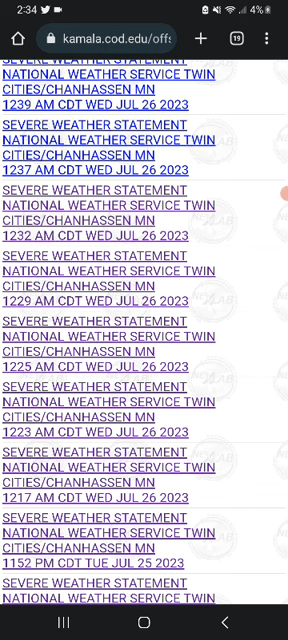 2:34
4%
kamala.cod.edu/offs
19
SEVERE WEATHER STATEMENT
NATIONAL WEATHER SERVICE TWIN
CITIES/CHANHASSEN MN
1239 AM CDT WED JUL 26 2023
SEVERE WEATHER STATEMENT
NATIONAL WEATHER SERVICE TWIN
CITIES/CHANHASSEN MN
1237 AM CDT WED JUL 26 2023
SEVERE WEATHER STATEMENT
NATIONAL WEATHER SERVICE TWIN
CITIES/CHANHASSEN MN
1232 AM CDT WED JUL 26 2023
SEVERE WEATHER STATEMENT
NATIONAL WEATHER SERVICE TWIN
CITIES/CHANHASSEN MN
1229 AM CDT WED JUL 26 2023
SEVERE WEATHER STATEMENT
NATIONAL WEATHER SERVICE TWIN
CITIES/CHANHASSEN MN
1225 AM CDT WED JUL 26 2023
SEVERE WEATHER STATEMENT
NATIONAL WEATHER SERVICE TWIN
CITIES/CHANHASSEN MN
1223 AM CDT WED JUL 26 2023
SEVERE WEATHER STATEMENT
NATIONAL WEATHER SERVICE TWIN
CITIES/CHANHASSEN MN
1217 AM CDT WED JUL 26 2023
SEVERE WEATHER STATEMENT
NATIONAL WEATHER SERVICE TWIN
CITIES/CHANHASSEN MN
1152 PM CDT TUE JUL 25 2023
SEVERE WEATHER STATEMENT
NATIONAL WEATHER SERVICE TWIN